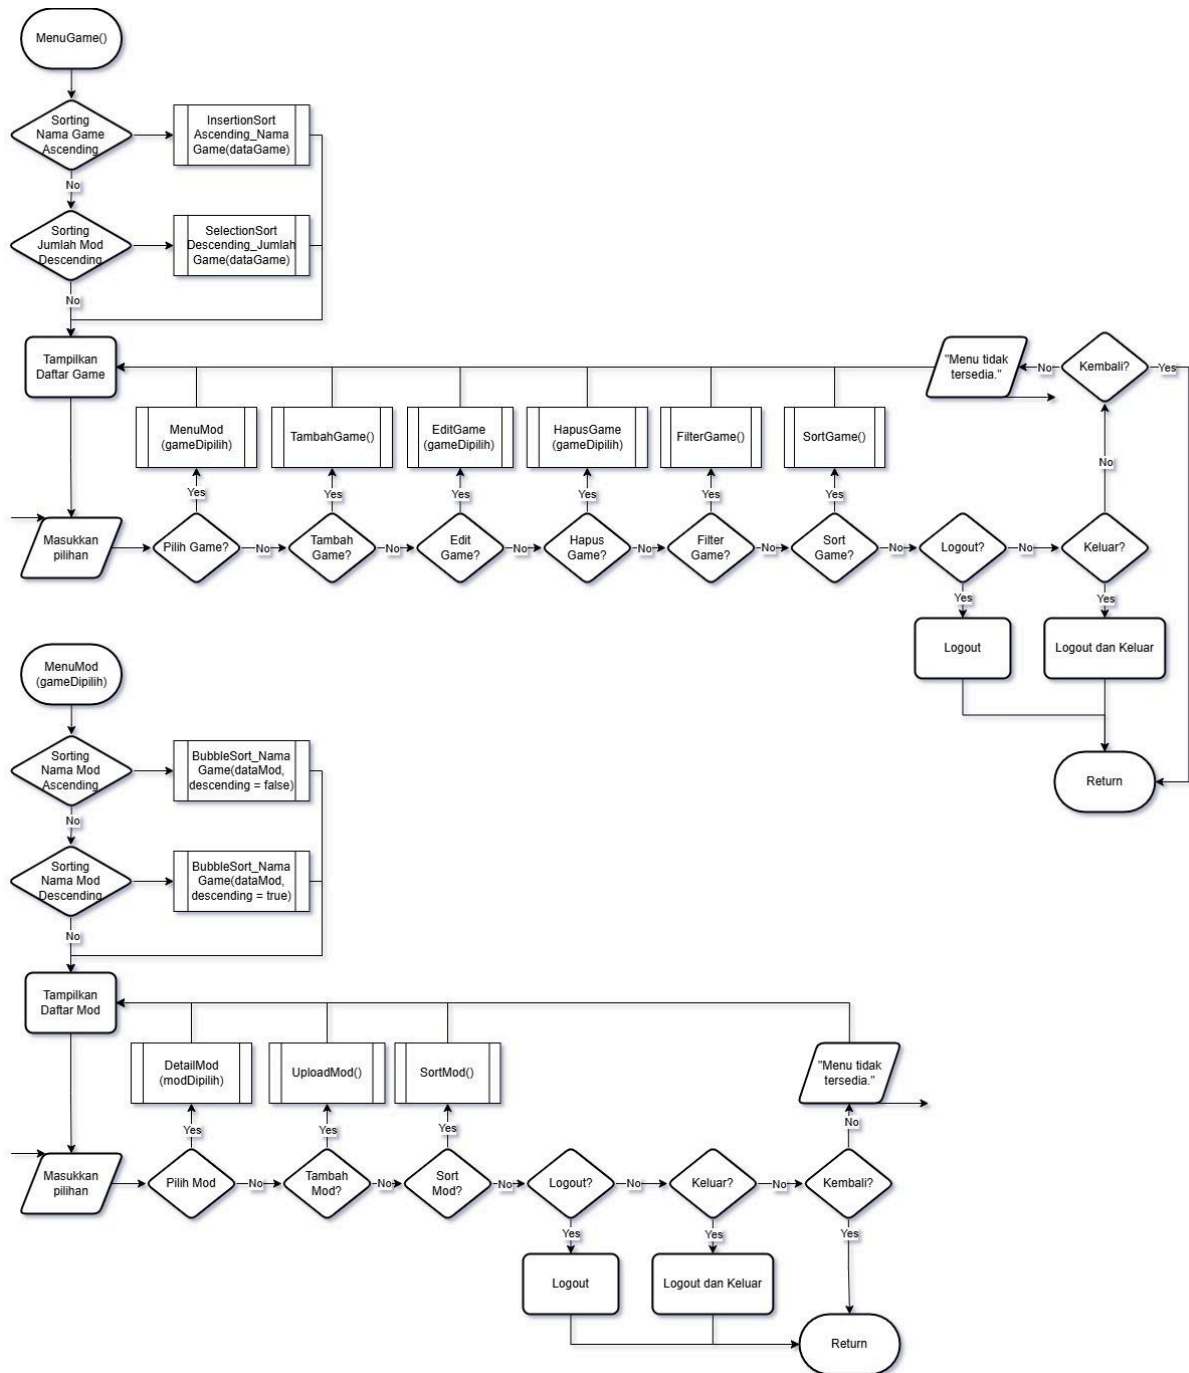 MenuGame()
Sorting
Nama Game
Ascending
InsertionSort
Ascending_Nama
Game(dataGame)
No
Sorting
Jumlah Mod
Descending
SelectionSort
Descending_Jumlah
Game(dataGame)
No
Tampilkan
Daftar Game
"Menu tidak
tersedia."
No
Kembali?
Yes
MenuMod
(gameDipilih)
TambahGame()
EditGame
(gameDipilih)
HapusGame
(gameDipilih)
FilterGame()
SortGame()
Yes
Yes
Yes
Yes
Yes
Yes
No
Masukkan
pilihan
Pilih Game?
No
Tambah
Game?
No
Edit
Game?
No
Hapus
Game?
No
Filter
Game?
No
Sort
Game?
No
Logout?
No
Keluar?
Yes
Yes
Logout
Logout dan Keluar
Return
MenuMod
(gameDipilih)
Sorting
Nama Mod
Ascending
BubbleSort_Nama
Game(dataMod,
descending = false)
No
Sorting
Nama Mod
Descending
BubbleSort_Nama
Game(dataMod,
descending = true)
No
Tampilkan
Daftar Mod
DetailMod
(modDipilih)
UploadMod()
SortMod()
"Menu tidak
tersedia."
Yes
Yes
Yes
No
Masukkan
pilihan
Pilih Mod
No
Tambah
Mod?
No
Sort
Mod?
No
Logout?
No
Keluar?
No
Kembali?
Yes
Yes
Yes
Logout
Logout dan Keluar
Return